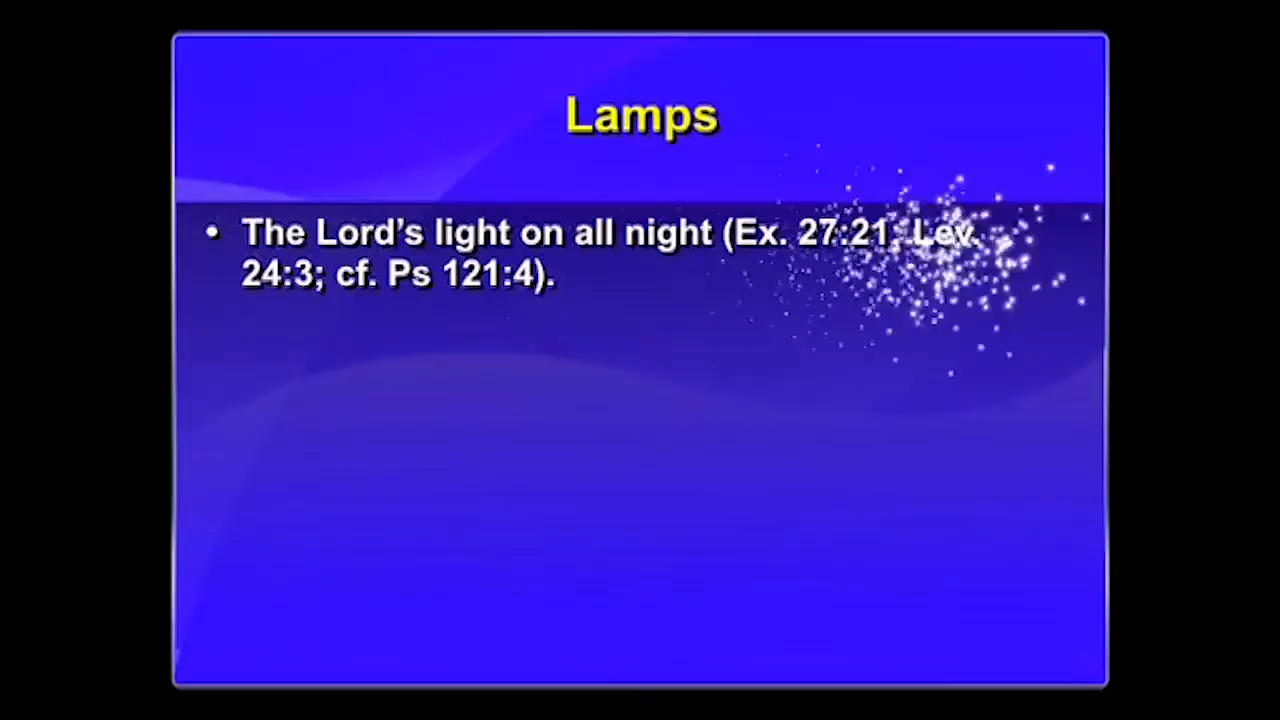 Lamps
• The Lord’s light on all night (Ex. 27:21; Lev.
24:3; cf. Ps 121:4).